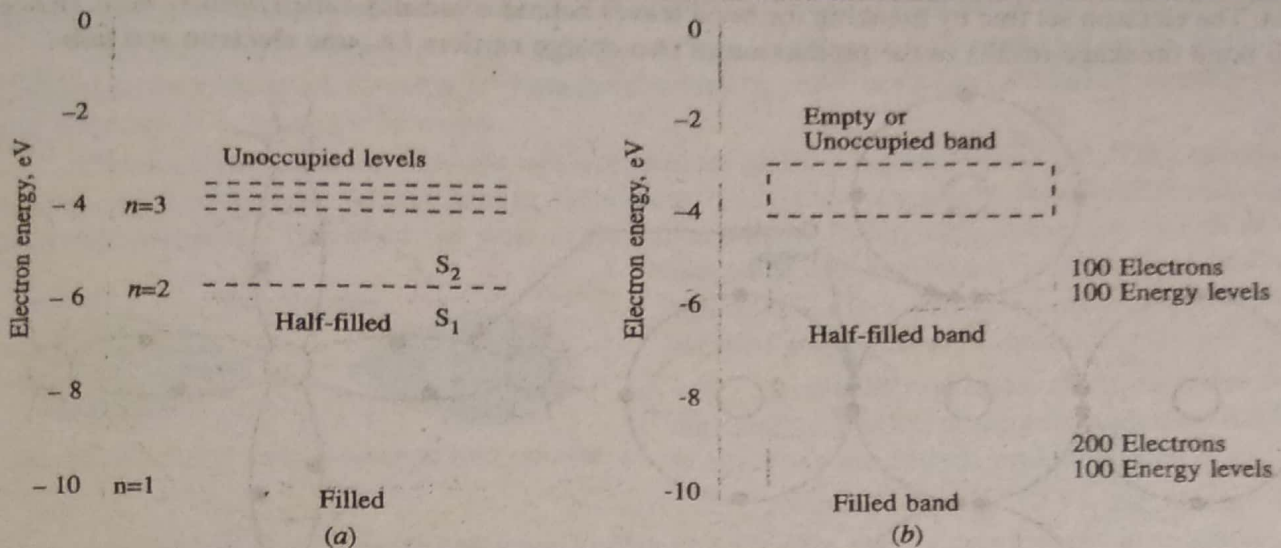 0
–2
Unoccupied levels
– 4
n=3
S₂
– 6
n=2
Half-filled
S₁
– 8
– 10
n=1
Filled
Electron energy, eV
(a)
0
–2
Empty or
Unoccupied band
–4
100 Electrons
100 Energy levels
-6
Half-filled band
-8
200 Electrons
100 Energy levels
-10
Filled band
Electron energy, eV
(b)